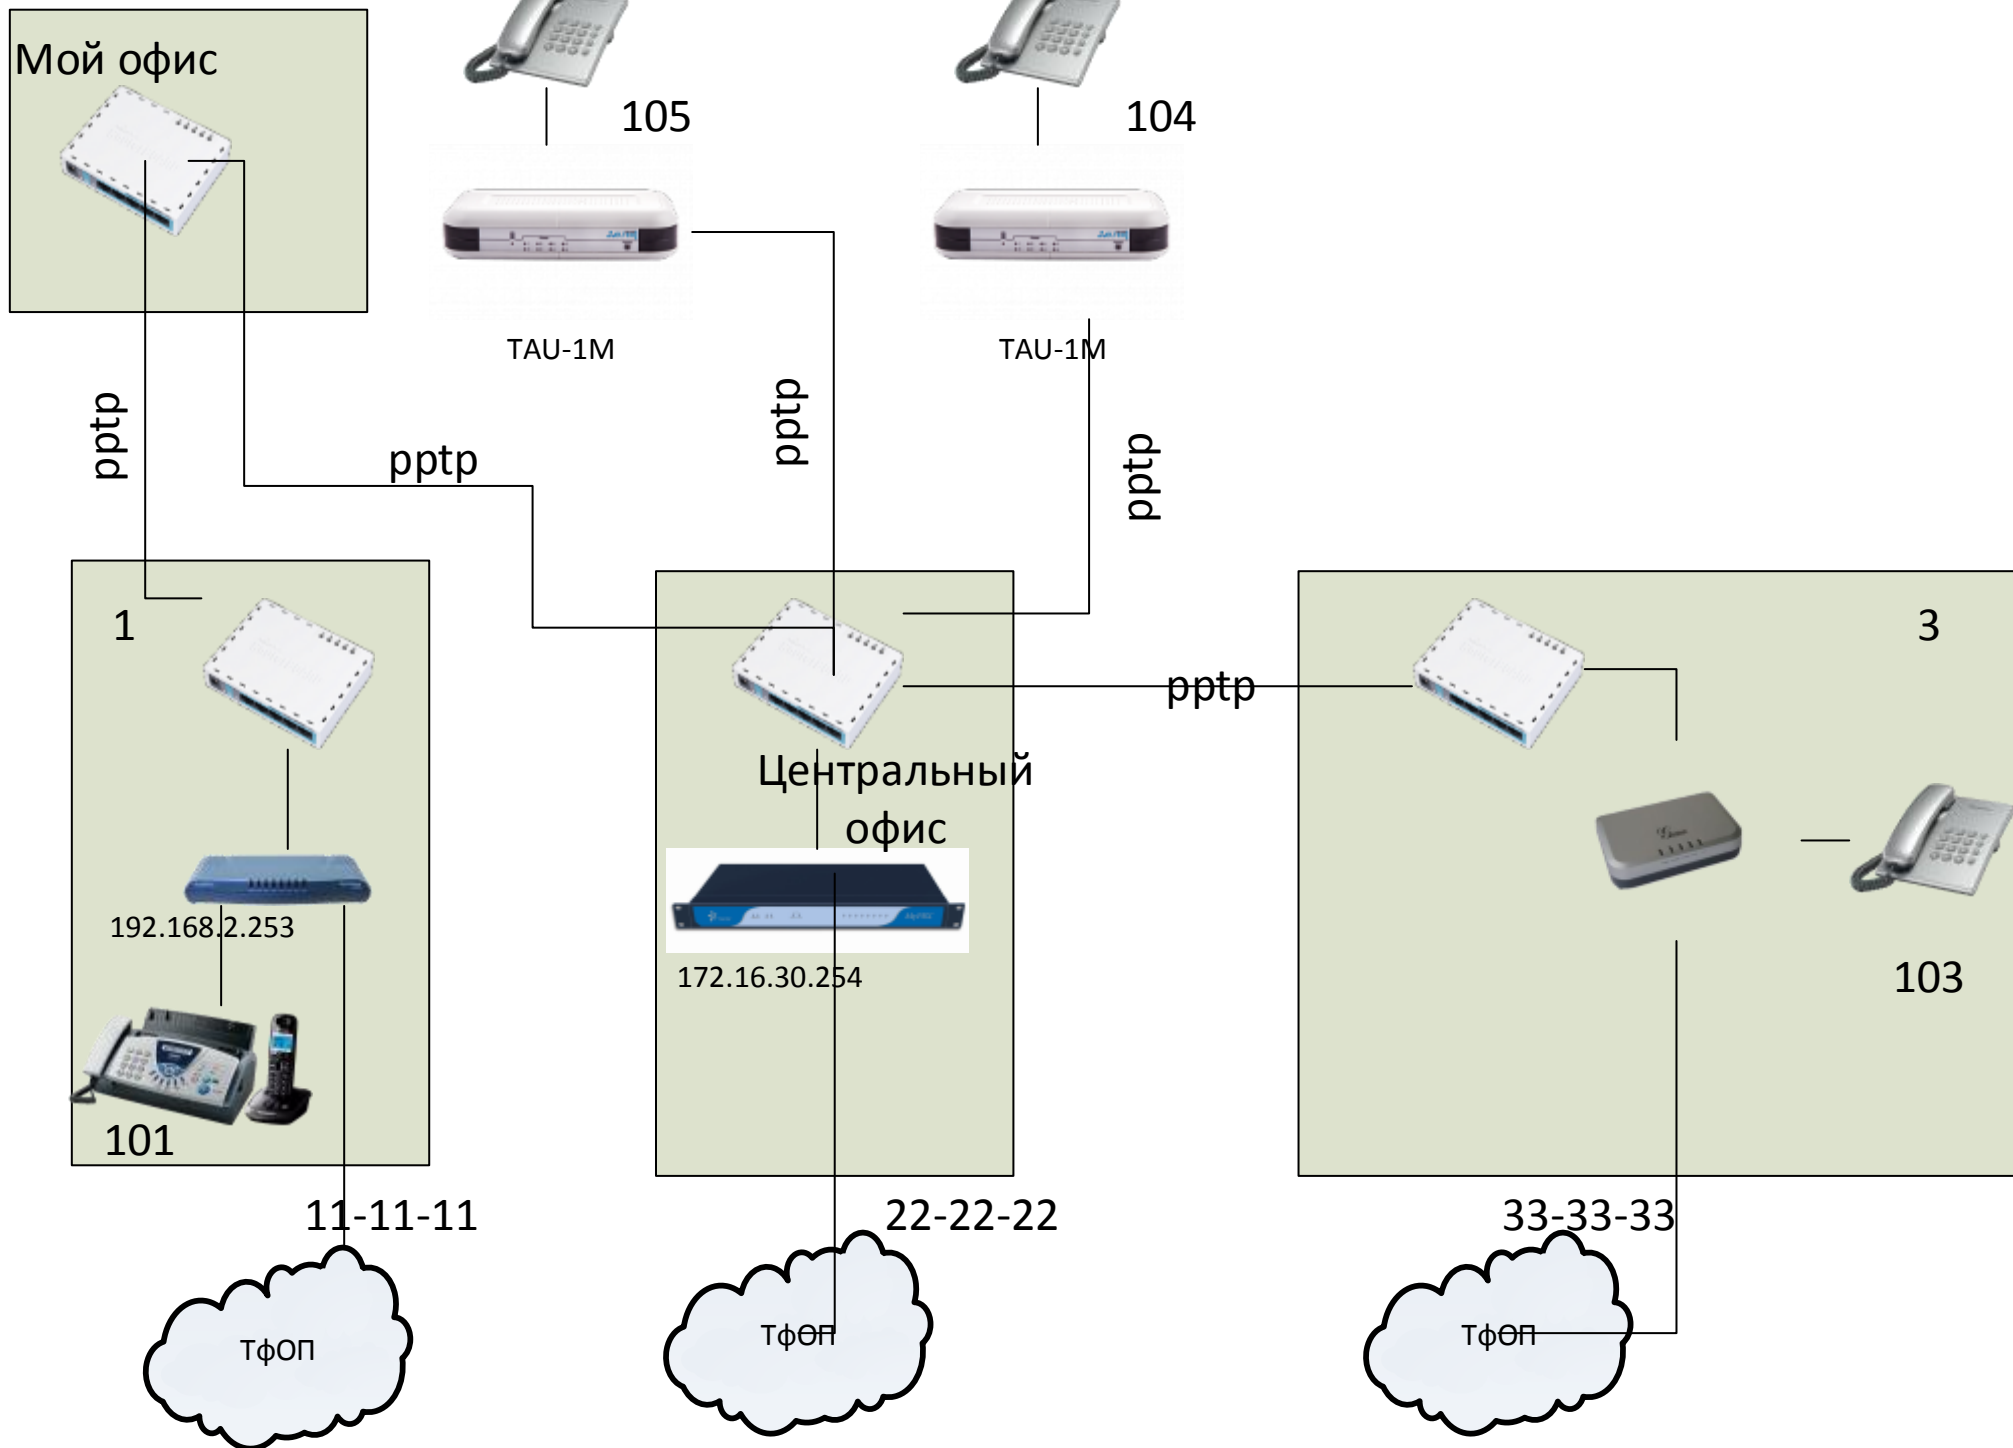 Мой офис
105
104
TAU-1M
TAU-1M
pptp
pptp
pptp
pptp
1
3
pptp
Центральный
офис
192.168.2.253
172.16.30.254
103
101
11-11-11
22-22-22
33-33-33
ТфОП
ТфОП
ТфОП